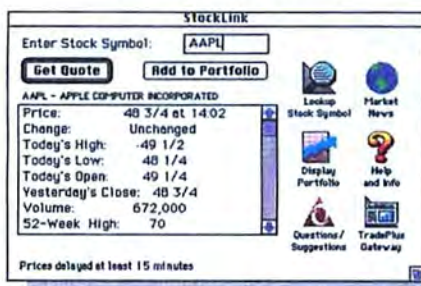 StockLink
Enter Stock Symbol: AAPL
Get Quote Add to Portfolio
AAPL - APPLE COMPUTER INCORPORATED
Price: 48 3/4 at 14:02
Change: Unchanged
Today's High: 49 1/2
Today's Low: 48 1/4
Today's Open: 49 1/4
Yesterday's Close: 48 3/4
Volume: 672,000
52-Week High: 70
Lookup Stock Symbol
Market News
Display Portfolio
Help and Info
Questions/ Suggestions
TradePlus Gateway
Prices delayed at least 15 minutes